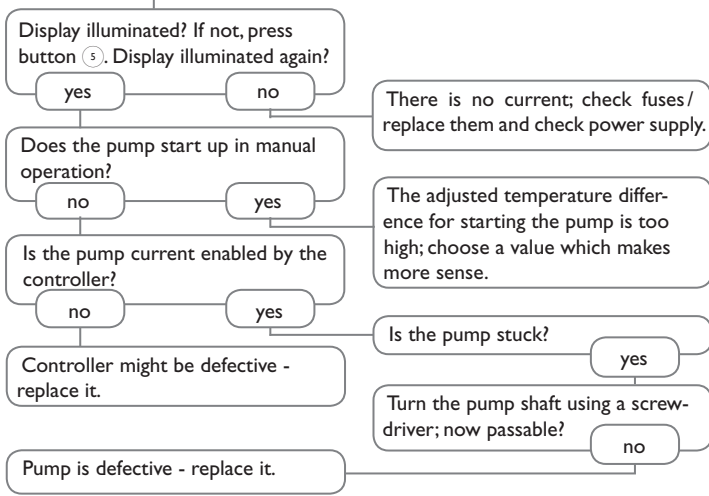 Display illuminated? If not, press
button 5. Display illuminated again?
yes
no
There is no current; check fuses/
replace them and check power supply.
Does the pump start up in manual
operation?
no
yes
The adjusted temperature differ-
ence for starting the pump is too
high; choose a value which makes
more sense.
Is the pump current enabled by the
controller?
no
yes
Controller might be defective -
replace it.
Is the pump stuck?
yes
Turn the pump shaft using a screw-
driver; now passable?
no
Pump is defective - replace it.